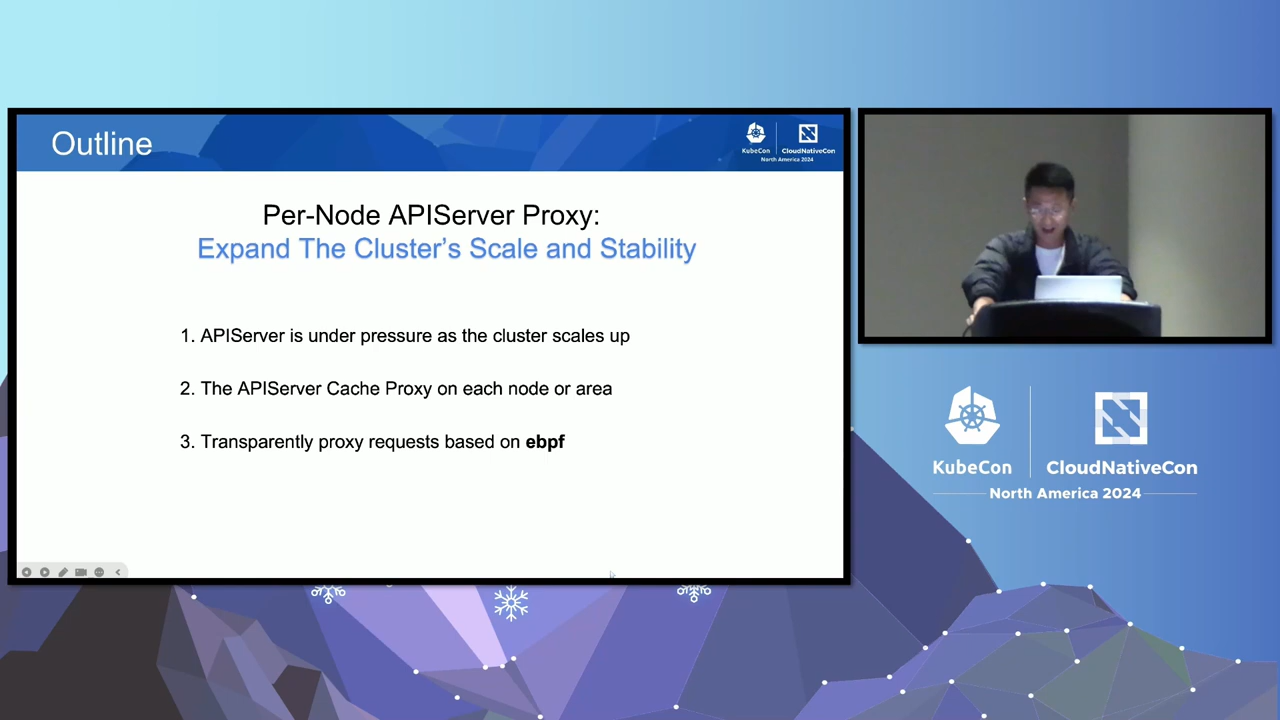 Outline
KubeCon
CloudNativeCon
North America 2024
Per-Node APIServer Proxy:
Expand The Cluster's Scale and Stability
1. APIServer is under pressure as the cluster scales up
2. The APIServer Cache Proxy on each node or area
3. Transparently proxy requests based on ebpf
KubeCon
CloudNativeCon
North America 2024